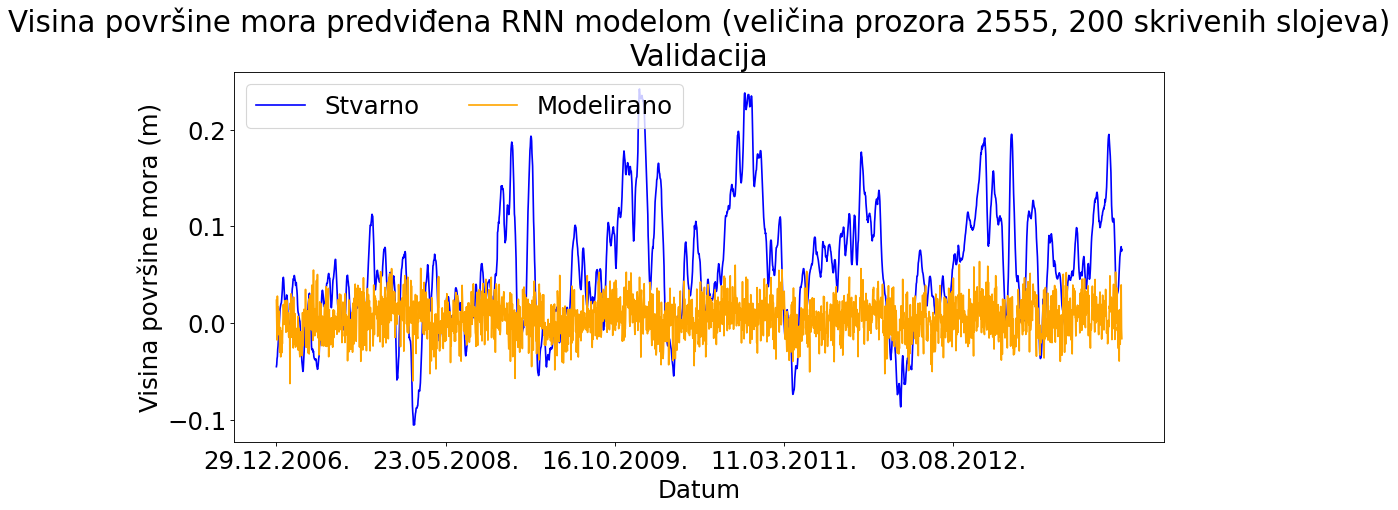 Visina površine mora predviđena RNN modelom (veličina prozora 2555, 200 skrivenih slojeva)
Validacija
Stvarno Modelirano
Visina površine mora (m)
0.2
0.1
0.0
−0.1
29.12.2006. 23.05.2008. 16.10.2009. 11.03.2011. 03.08.2012.
Datum